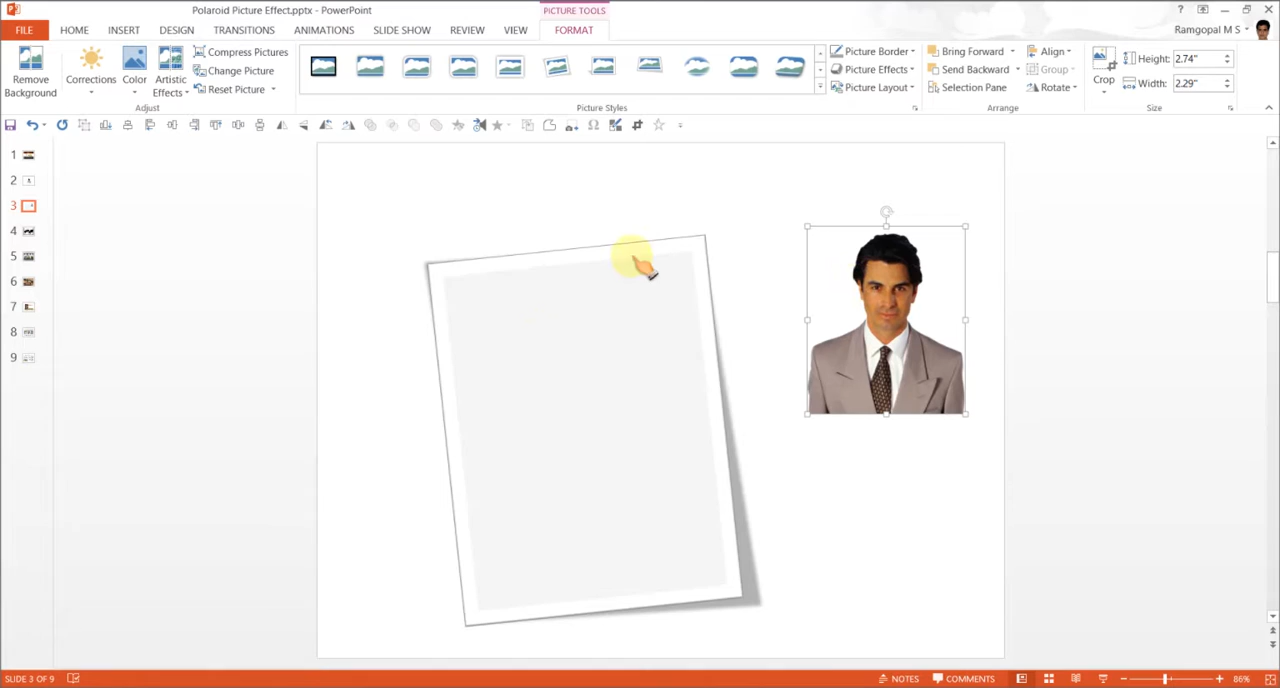 Polaroid Picture Effect.pptx - PowerPoint
PICTURE TOOLS
?
FILE
HOME
INSERT
DESIGN
TRANSITIONS
ANIMATIONS
SLIDE SHOW
REVIEW
VIEW
FORMAT
Ramgopal M S
Remove Background
Corrections
Color
Artistic Effects
Compress Pictures
Change Picture
Reset Picture
Adjust
Picture Styles
Picture Border
Picture Effects
Picture Layout
Bring Forward
Send Backward
Selection Pane
Align
Group
Rotate
Arrange
Crop
Height: 2.74"
Width: 2.29"
Size
1
2
3
4
5
6
7
8
9
SLIDE 3 OF 9
NOTES
COMMENTS
86%